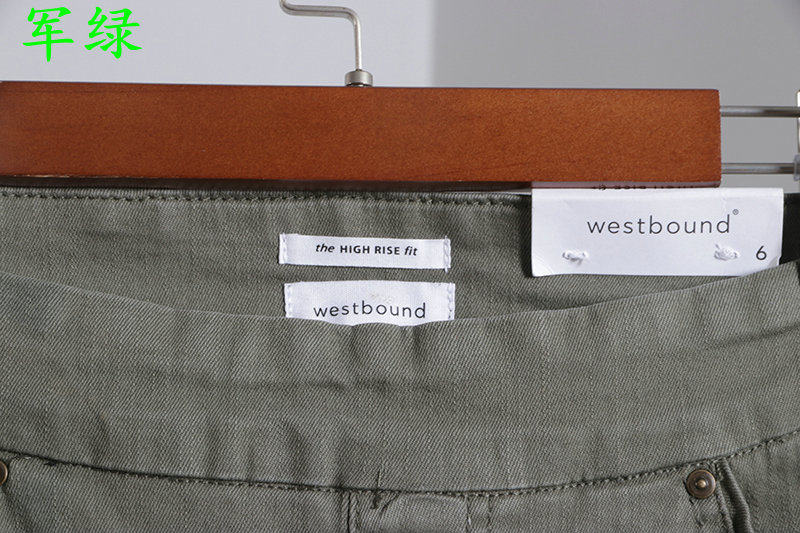 军绿
westbound®
6
the HIGH RISE fit
westbound